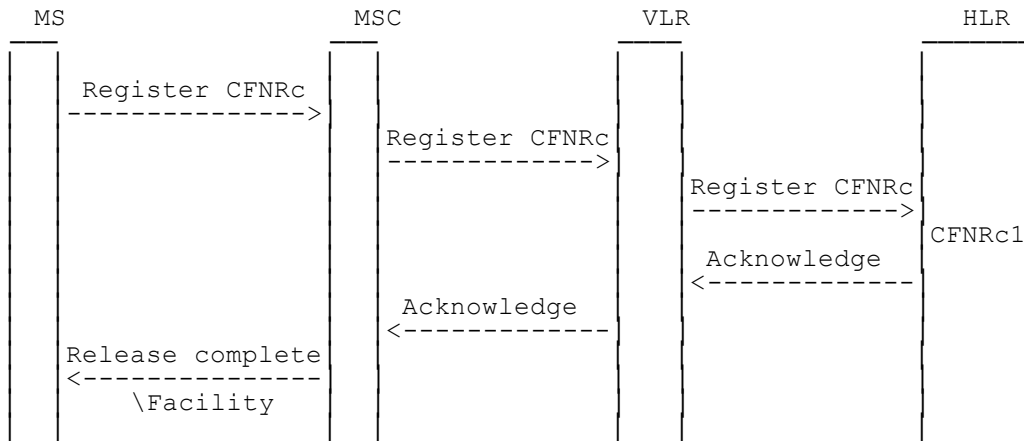 MS MSC VLR HLR
Register CFNRc
--------------->
Register CFNRc
------------->
Register CFNRc
------------->
CFNRc1
Acknowledge
<-------------
Acknowledge
<-------------
Release complete
<---------------
\Facility